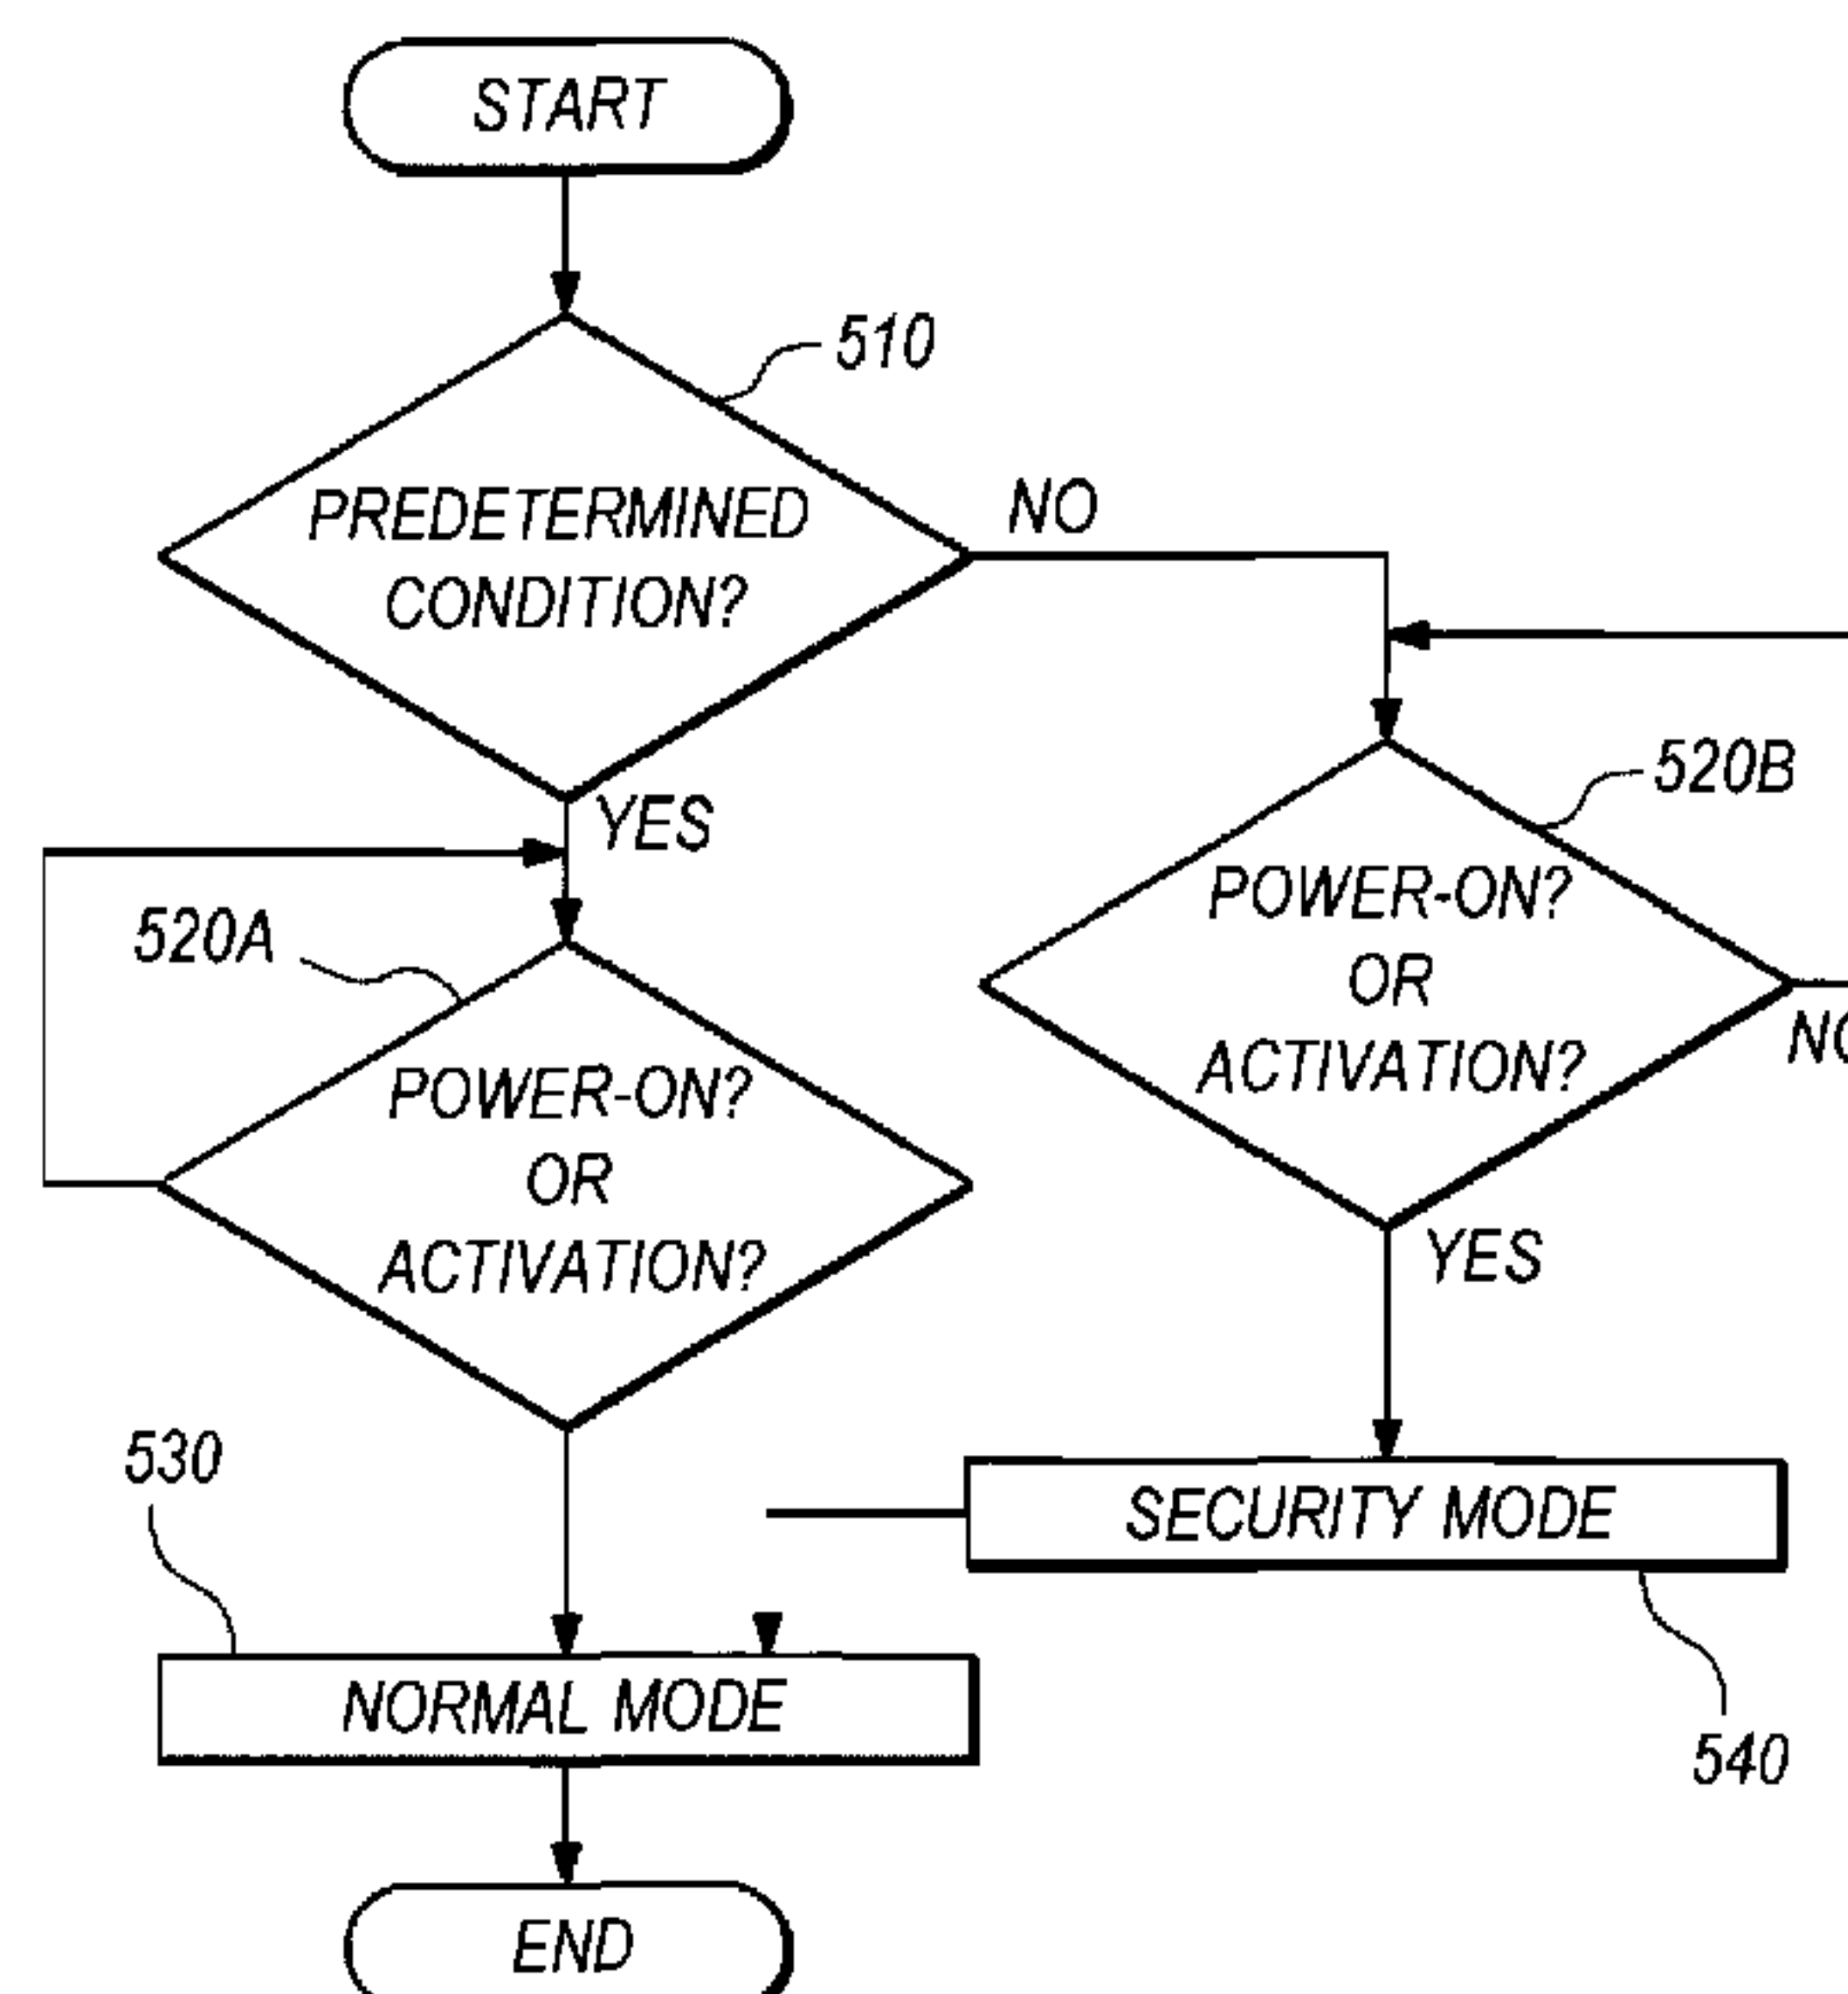 START
510
PREDETERMINED
CONDITION?
NO
YES
520A
POWER-ON?
OR
ACTIVATION?
520B
POWER-ON?
OR
ACTIVATION?
NO
YES
530
NORMAL MODE
SECURITY MODE
540
END